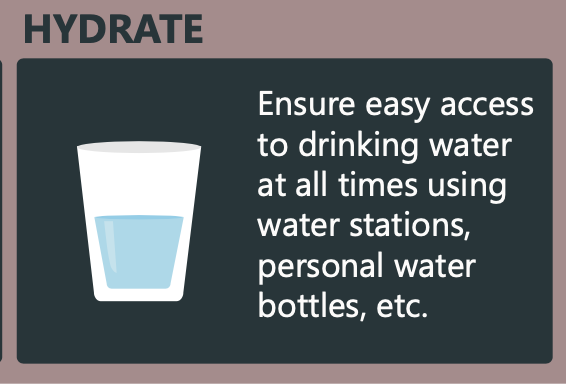 HYDRATE
Ensure easy access
to drinking water
at all times using
water stations,
personal water
bottles, etc.